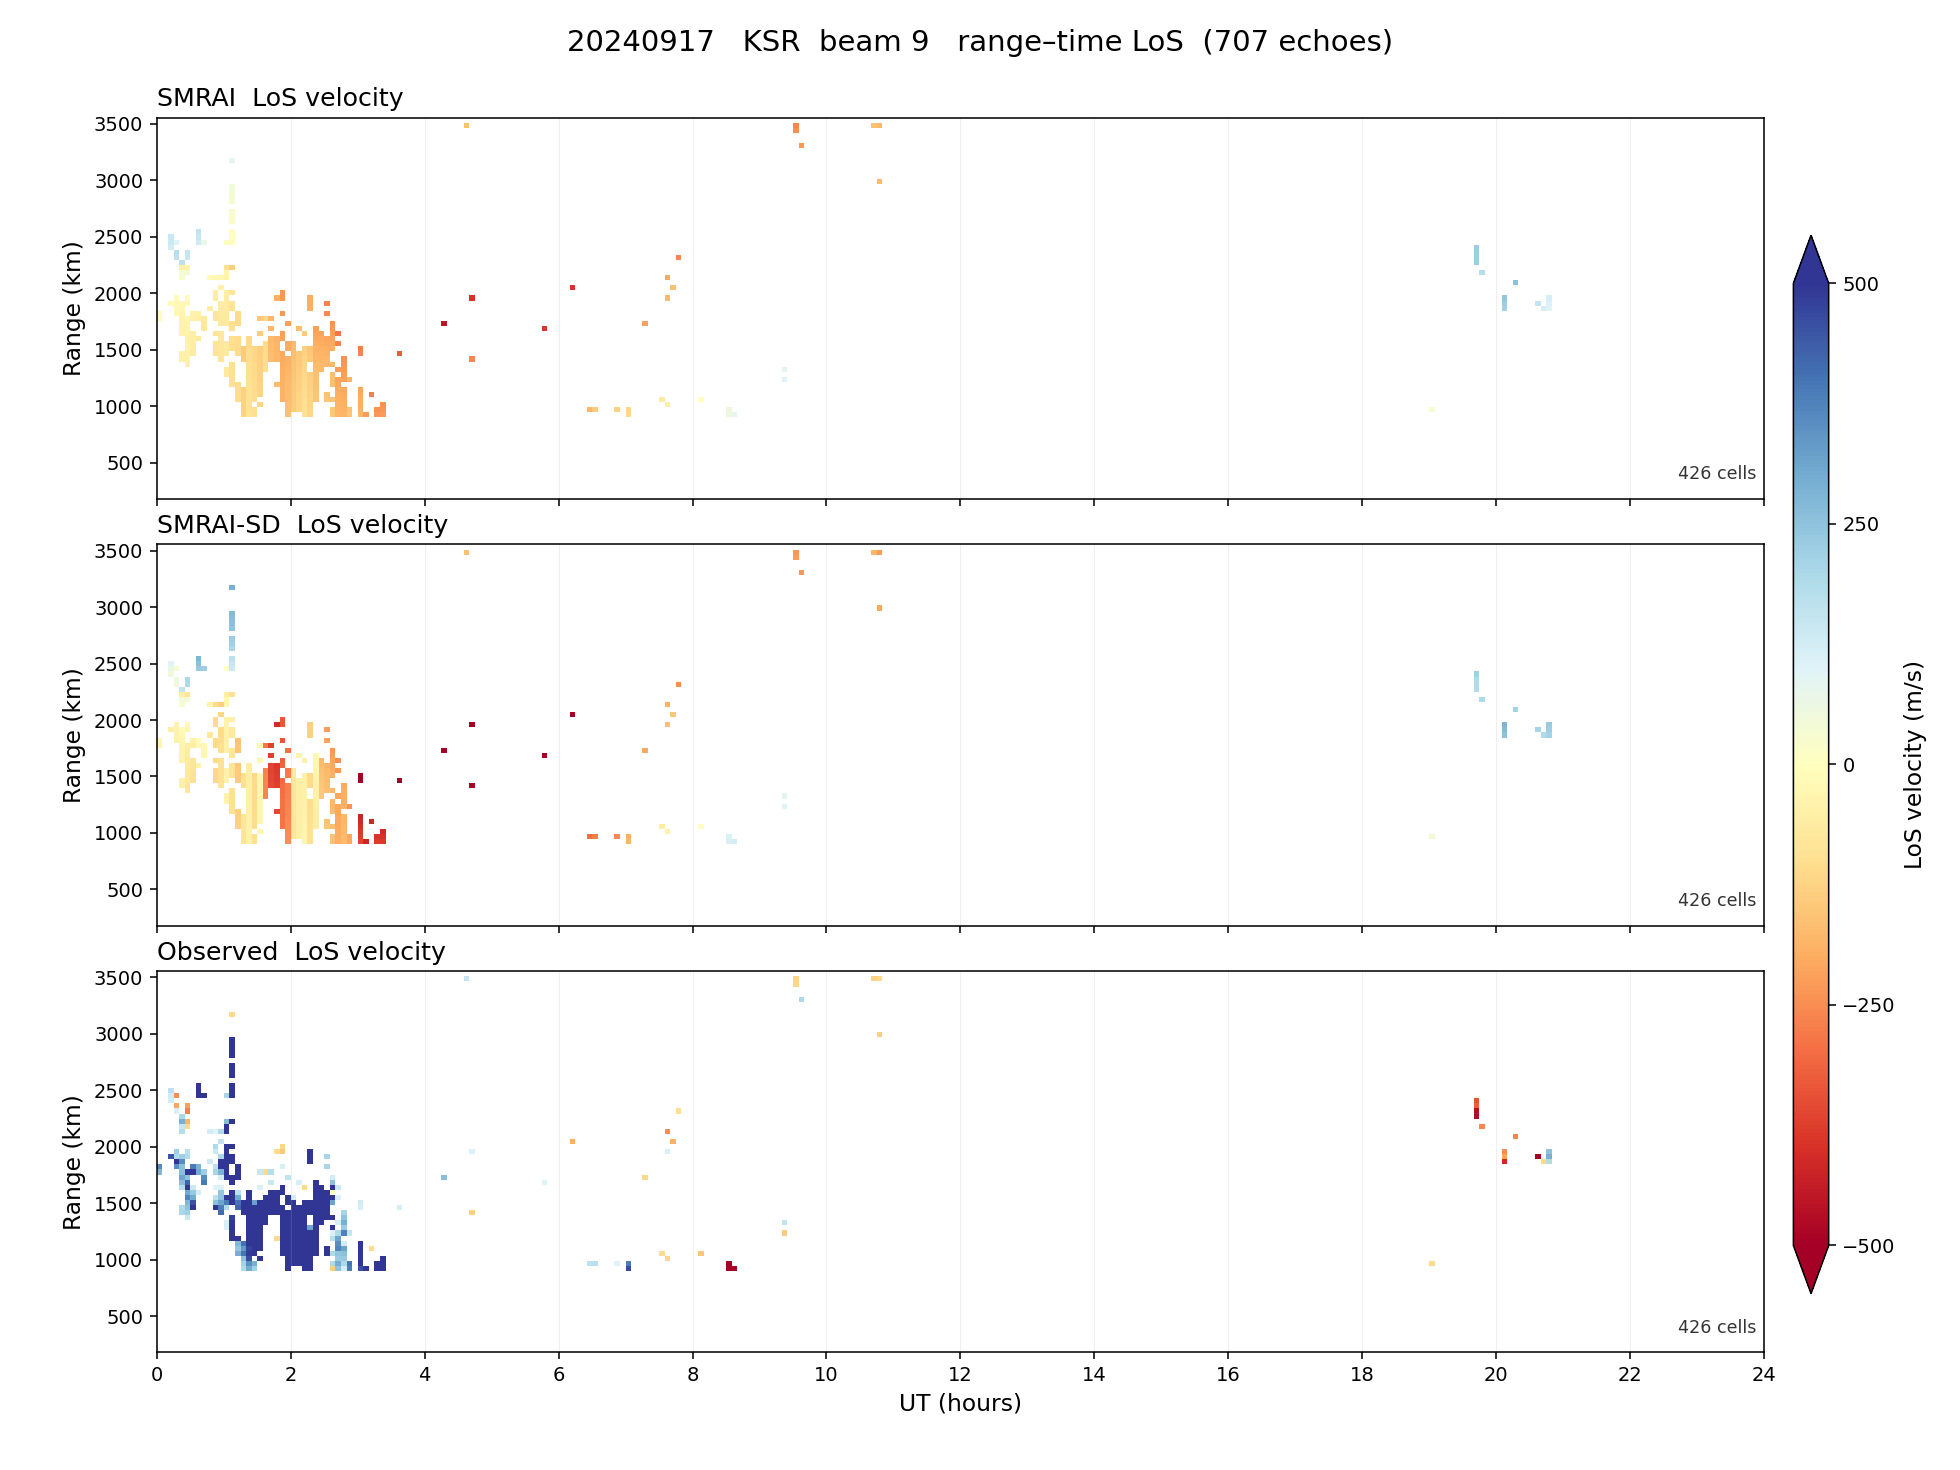 20240917 KSR beam 9 range–time LoS (707 echoes)
SMRAI LoS velocity
3500
3000
2500
2000
1500
1000
500
Range (km)
426 cells
SMRAI-SD LoS velocity
3500
3000
2500
2000
1500
1000
500
Range (km)
426 cells
Observed LoS velocity
3500
3000
2500
2000
1500
1000
500
Range (km)
426 cells
0 2 4 6 8 10 12 14 16 18 20 22 24
UT (hours)
500
250
0
−250
−500
LoS velocity (m/s)